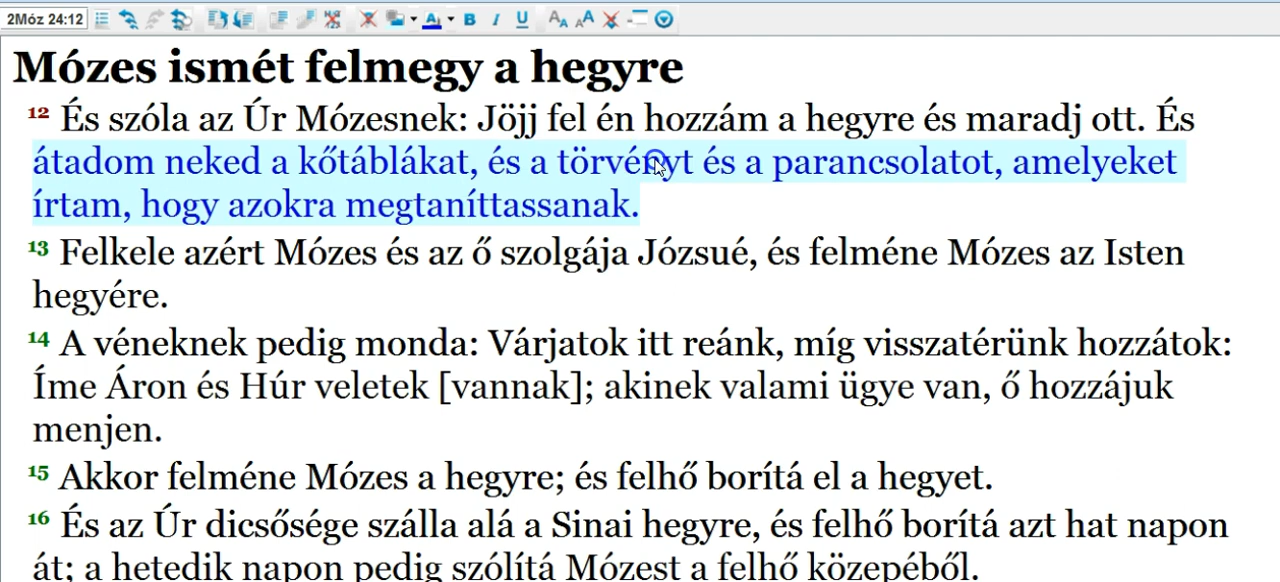 2Móz 24:12
Mózes ismét felmegy a hegyre
12 És szóla az Úr Mózesnek: Jöjj fel én hozzám a hegyre és maradj ott. És
átadom neked a kőtáblákat, és a törvényt és a parancsolatot, amelyeket
írtam, hogy azokra megtaníttassanak.
13 Felkele azért Mózes és az ő szolgája Józsué, és felméne Mózes az Isten
hegyére.
14 A véneknek pedig monda: Várjatok itt reánk, míg visszatérünk hozzátok:
Íme Áron és Húr veletek [vannak]; akinek valami ügye van, ő hozzájuk
menjen.
15 Akkor felméne Mózes a hegyre; és felhő borítá el a hegyet.
16 És az Úr dicsősége szálla alá a Sinai hegyre, és felhő borítá azt hat napon
át; a hetedik napon pedig szólítá Mózest a felhő közepéből.